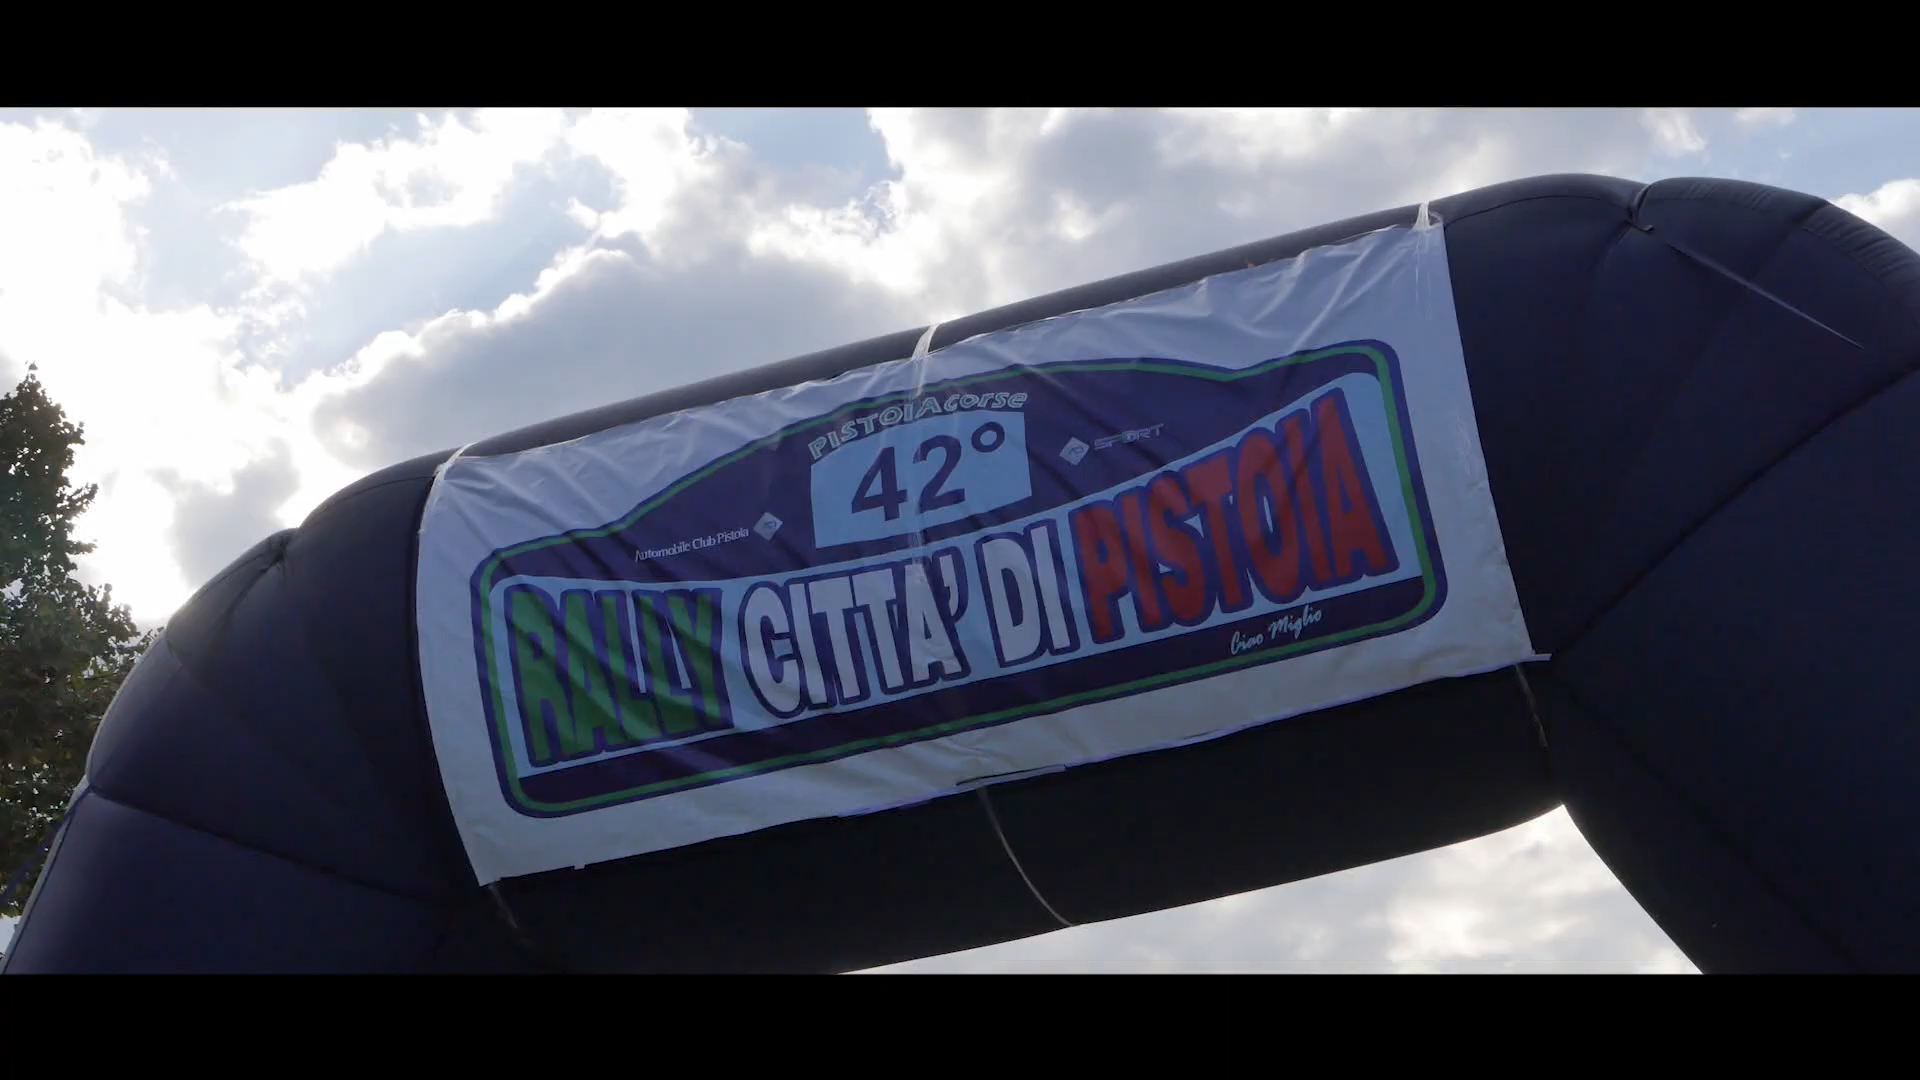 PISTOIAcorse
42°
SPORT
Automobile Club Pistoia
RALLY CITTA' DI PISTOIA
Ciao Miglio